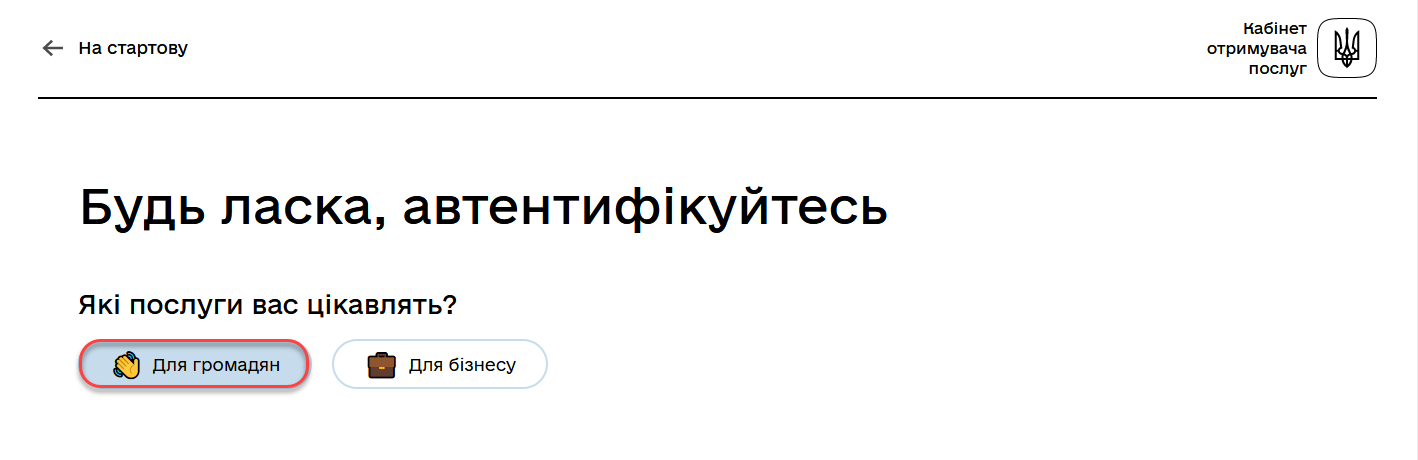 На стартову
Кабінет
отримувача
послуг
Будь ласка, автентифікуйтесь
Які послуги вас цікавлять?
Для громадян
Для бізнесу